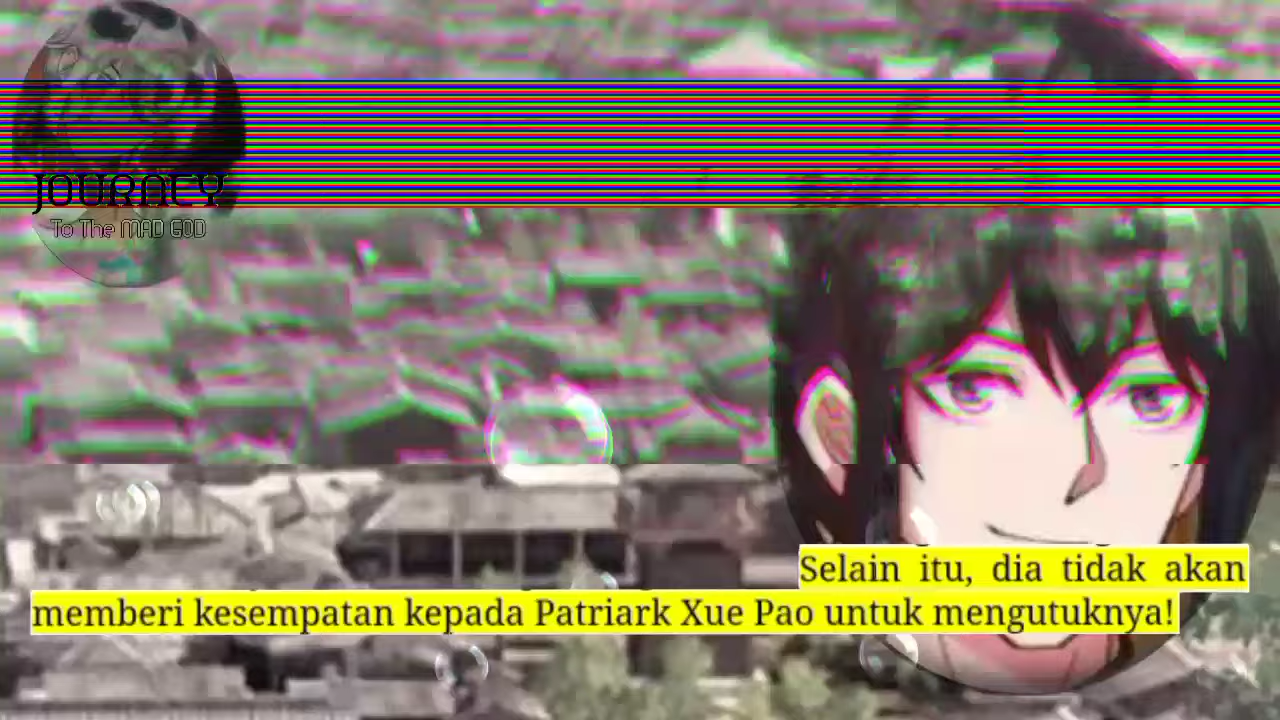 JOURNEY
To The MAD GOD
Selain itu, dia tidak akan
memberi kesempatan kepada Patriark Xue Pao untuk mengutuknya!